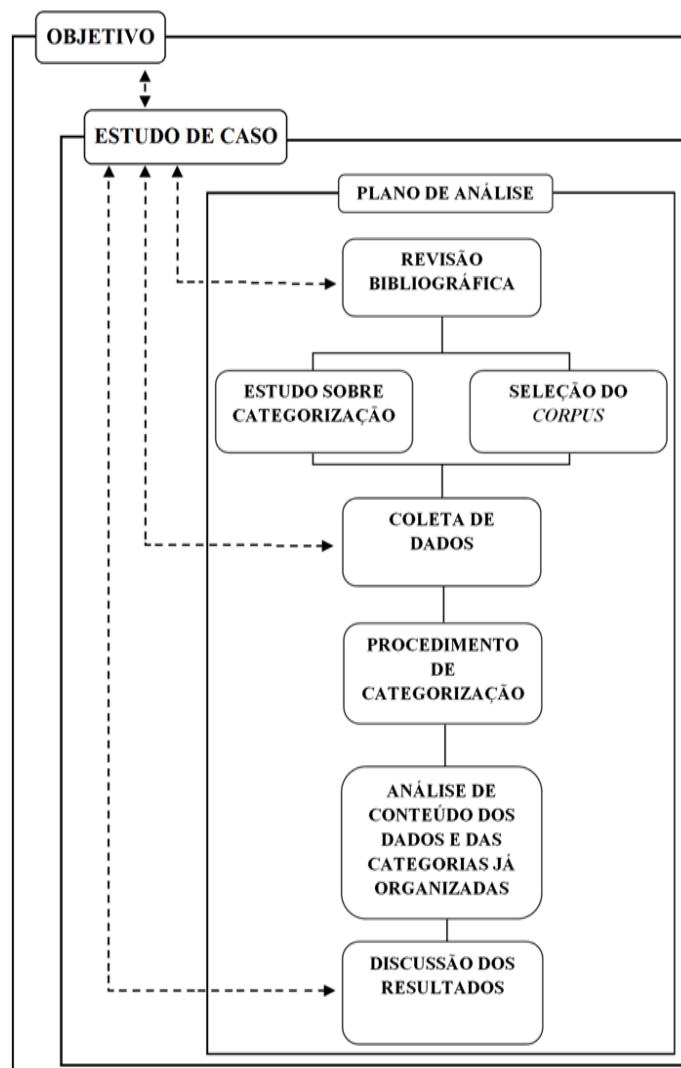 OBJETIVO
ESTUDO DE CASO
PLANO DE ANÁLISE
REVISÃO
BIBLIOGRÁFICA
ESTUDO SOBRE
CATEGORIZAÇÃO
SELEÇÃO DO
CORPUS
COLETA DE
DADOS
PROCEDIMENTO
DE
CATEGORIZAÇÃO
ANÁLISE DE
CONTEÚDO DOS
DADOS E DAS
CATEGORIAS JÁ
ORGANIZADAS
DISCUSSÃO DOS
RESULTADOS